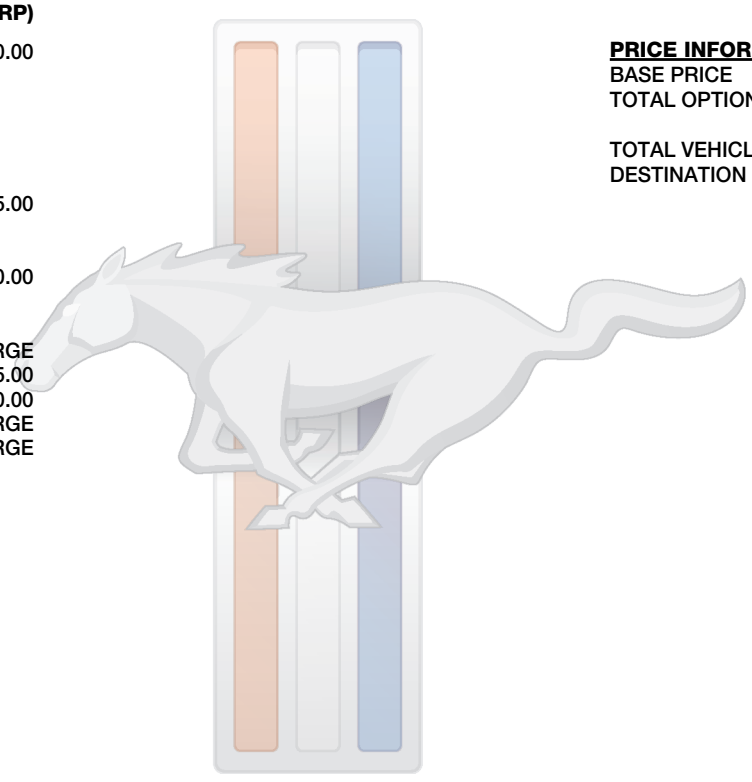 RP)
0.00
5.00
0.00
RGE
5.00
0.00
RGE
RGE
PRICE INFOR
BASE PRICE
TOTAL OPTION
TOTAL VEHICL
DESTINATION